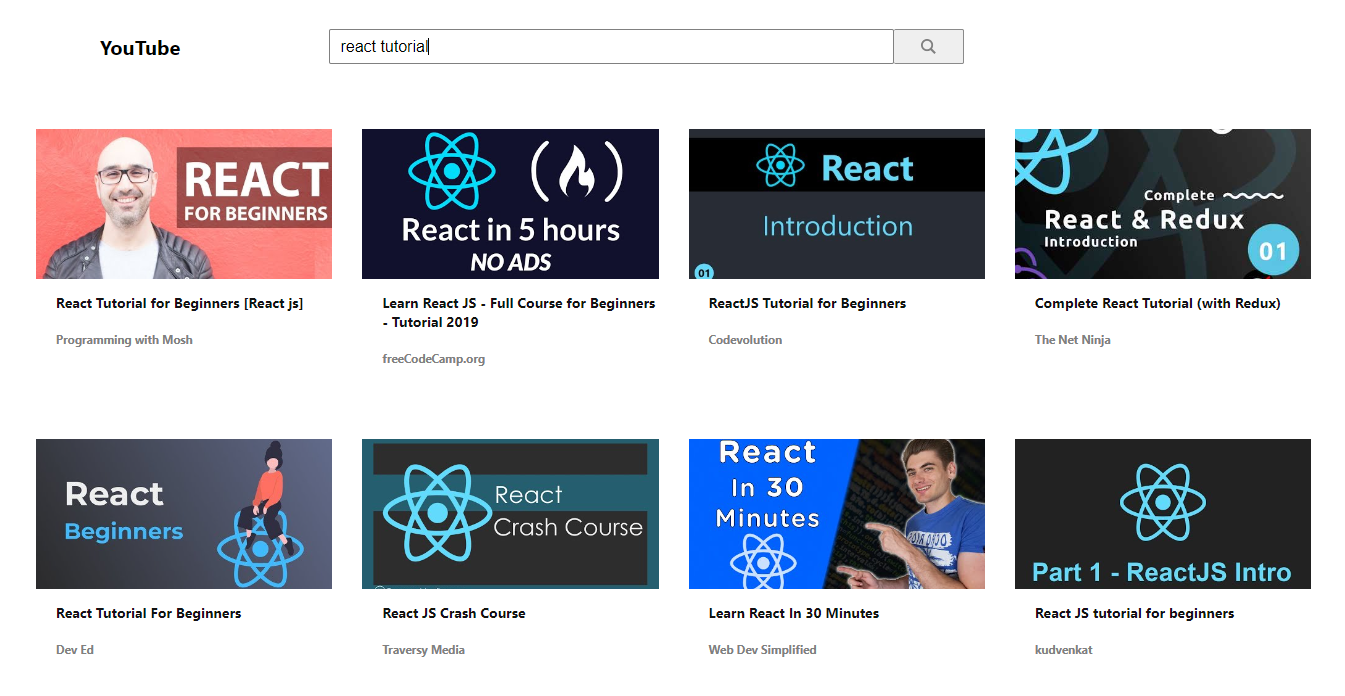 YouTube
react tutorial
REACT
FOR BEGINNERS
React in 5 hours
NO ADS
React
Introduction
01
Complete
React & Redux
Introduction
01
React Tutorial for Beginners [React js]
Programming with Mosh
Learn React JS - Full Course for Beginners
- Tutorial 2019
freeCodeCamp.org
ReactJS Tutorial for Beginners
Codevolution
Complete React Tutorial (with Redux)
The Net Ninja
React
Beginners
React
Crash Course
React
In 30
Minutes
Part 1 - ReactJS Intro
React Tutorial For Beginners
Dev Ed
React JS Crash Course
Traversy Media
Learn React In 30 Minutes
Web Dev Simplified
React JS tutorial for beginners
kudvenkat